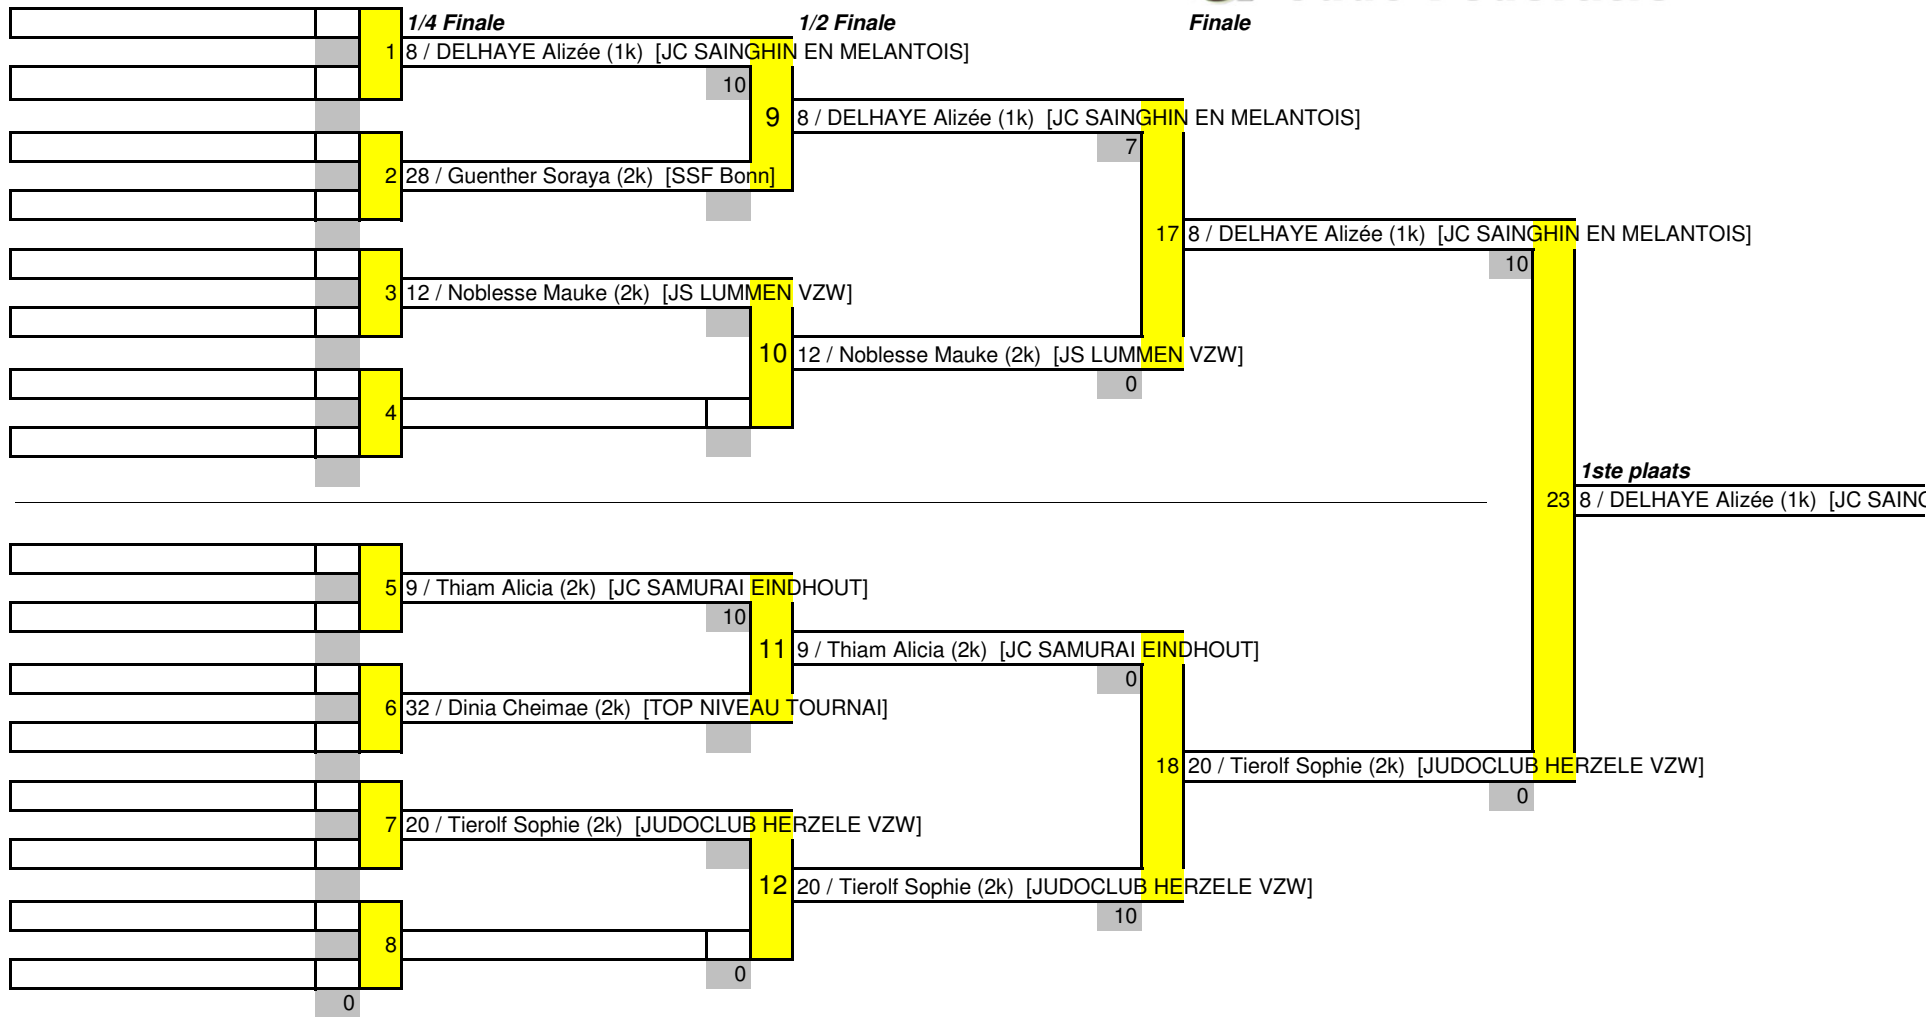 1/4 Finale 1/2 Finale Finale
1 8 / DELHAYE Alizée (1k) [JC SAINGHIN EN MELANTOIS]
10
9 8 / DELHAYE Alizée (1k) [JC SAINGHIN EN MELANTOIS]
7
2 28 / Guenther Soraya (2k) [SSF Bonn]
17 8 / DELHAYE Alizée (1k) [JC SAINGHIN EN MELANTOIS]
10
3 12 / Noblesse Mauke (2k) [JS LUMMEN VZW]
10 12 / Noblesse Mauke (2k) [JS LUMMEN VZW]
0
4
1ste plaats
23 8 / DELHAYE Alizée (1k) [JC SAING
5 9 / Thiam Alicia (2k) [JC SAMURAI EINDHOUT]
10
11 9 / Thiam Alicia (2k) [JC SAMURAI EINDHOUT]
0
6 32 / Dinia Cheimae (2k) [TOP NIVEAU TOURNAI]
18 20 / Tierolf Sophie (2k) [JUDOCLUB HERZELE VZW]
0
7 20 / Tierolf Sophie (2k) [JUDOCLUB HERZELE VZW]
12 20 / Tierolf Sophie (2k) [JUDOCLUB HERZELE VZW]
10
8
0
0